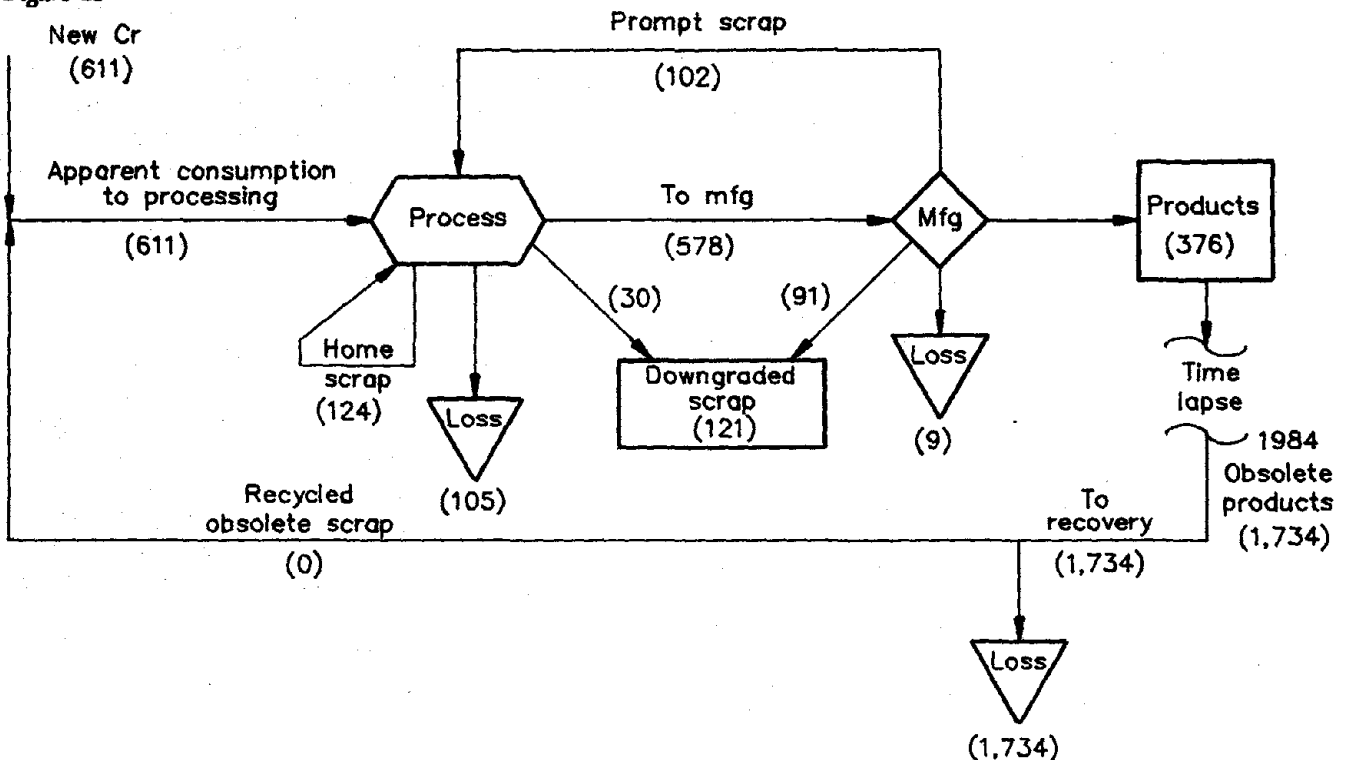 New Cr
(611)
Prompt scrap
(102)
Apparent consumption
to processing
(611)
Process
To mfg
(578)
Mfg
Products
(376)
(30)
(91)
Home
scrap
(124)
Loss
(105)
Downgraded
scrap
(121)
Loss
(9)
Time
lapse
1984
Obsolete
products
(1,734)
Recycled
obsolete scrap
(0)
To
recovery
(1,734)
Loss
(1,734)